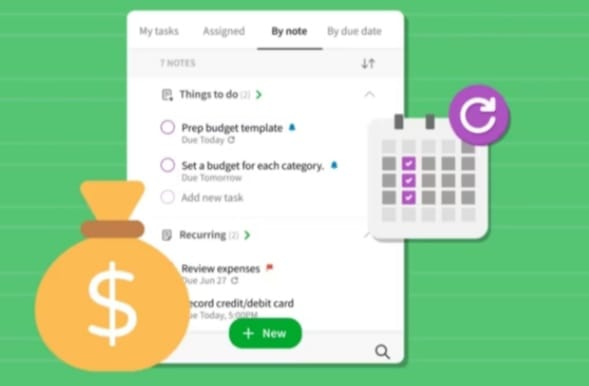 My tasks Assigned By note By due date
7 NOTES
Things to do (2)
Prep budget template
Due Today
Set a budget for each category.
Due Tomorrow
Add new task
Recurring (2)
Review expenses
Due Jun 27
ecord credit/debit card
ue Today, 5:00PM
+ New
$